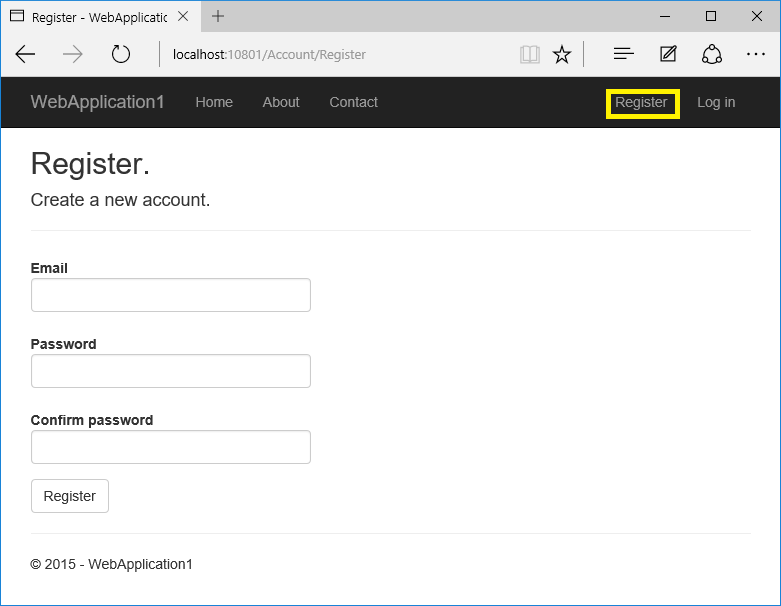 Register - WebApplicatic
localhost:10801/Account/Register
WebApplication1 Home About Contact Register Log in
Register.
Create a new account.
Email
Password
Confirm password
Register
© 2015 - WebApplication1